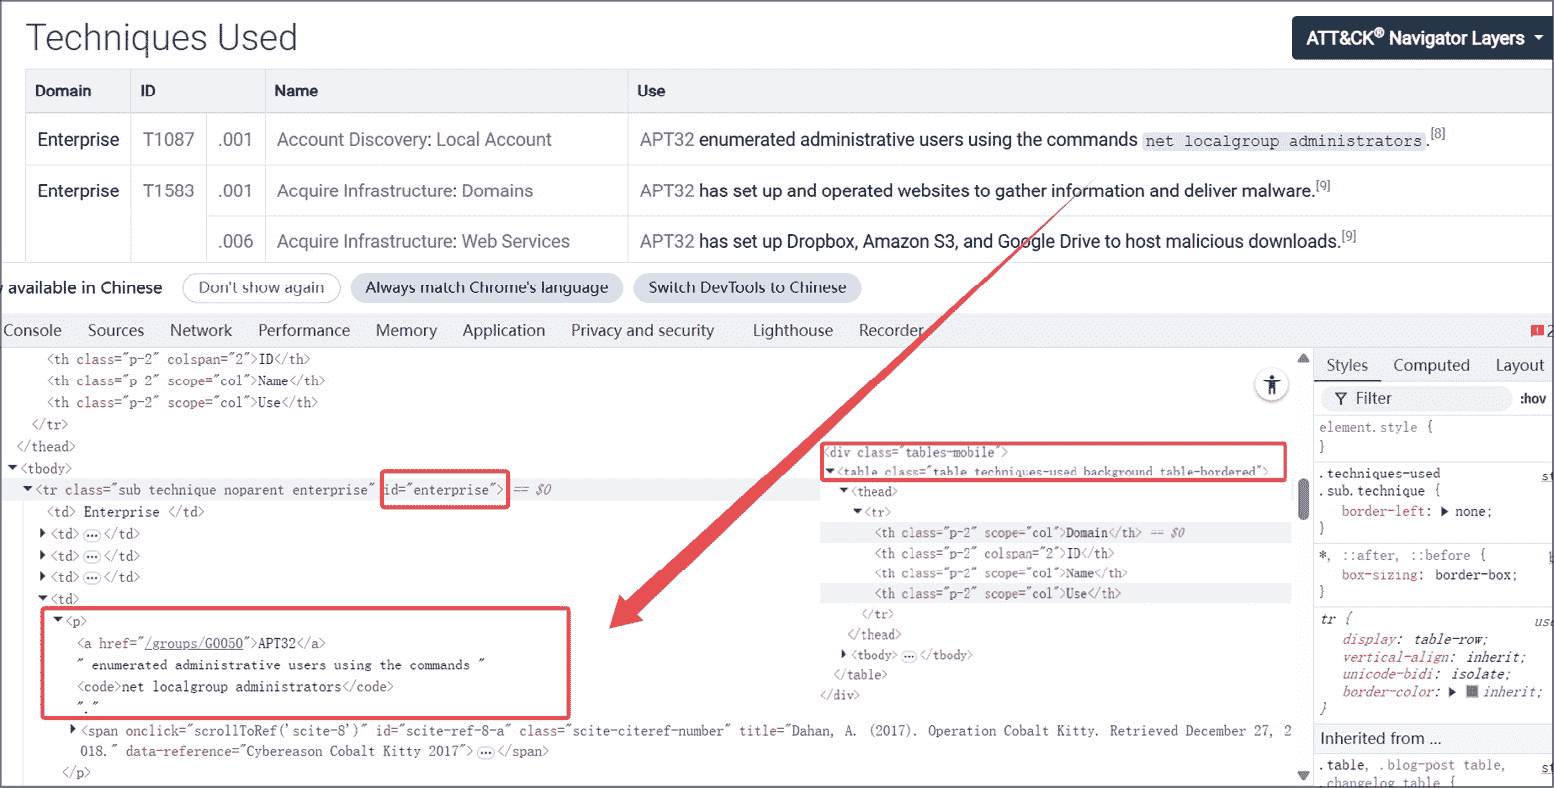 Techniques Used
ATT&CK® Navigator Layers
Domain ID Name Use
Enterprise T1087 .001 Account Discovery: Local Account APT32 enumerated administrative users using the commands net localgroup administrators.[8]
Enterprise T1583 .001 Acquire Infrastructure: Domains APT32 has set up and operated websites to gather information and deliver malware.[9]
.006 Acquire Infrastructure: Web Services APT32 has set up Dropbox, Amazon S3, and Google Drive to host malicious downloads.[9]
available in Chinese Don't show again Always match Chrome's language Switch DevTools to Chinese
Console Sources Network Performance Memory Application Privacy and security Lighthouse Recorder 2
<th class="p-2" colspan="2">ID</th>
<th class="p 2" scope="col">Name</th>
<th class="p-2" scope="col">Use</th>
</tr>
</thead>
<tbody>
<tr class="sub technique noparent enterprise" id="enterprise"> == $0
<td> Enterprise </td>
<td> … </td>
<td> … </td>
<td> … </td>
<td>
<p>
<a href="/groups/G0050">APT32</a>
" enumerated administrative users using the commands "
<code>net localgroup administrators</code>
"."
<span onclick="scrollToRef('scite-8')" id="scite-ref-8-a" class="scite-citeref-number" title="Dahan, A. (2017). Operation Cobalt Kitty. Retrieved December 27, 2
018." data-reference="Cybereason Cobalt Kitty 2017"> … </span>
</p>
<div class="tables-mobile">
<table class="table techniques-used background table-bordered">
<thead>
<tr>
<th class="p-2" scope="col">Domain</th> == $0
<th class="p-2" colspan="2">ID</th>
<th class="p-2" scope="col">Name</th>
<th class="p-2" scope="col">Use</th>
</tr>
</thead>
<tbody> … </tbody>
</table>
</div>
Styles Computed Layout
Filter :hov
element.style {
}
.techniques-used st
.sub.technique {
border-left: none;
}
*, ::after, ::before {
box-sizing: border-box;
}
tr { use
display: table-row;
vertical-align: inherit;
unicode-bidi: isolate;
border-color: inherit;
}
Inherited from ...
.table, .blog-post table, st
.changelog table {